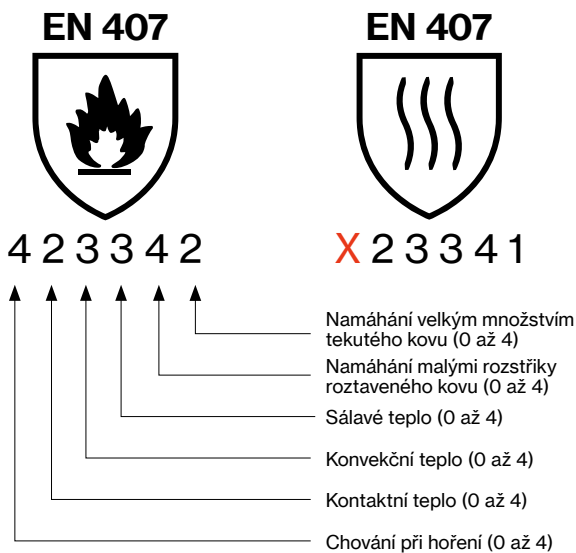 EN 407
EN 407
4 2 3 3 4 2
X 2 3 3 4 1
Namáhání velkým množstvím
tekutého kovu (0 až 4)
Namáhání malými rozstřiky
roztaveného kovu (0 až 4)
Sálavé teplo (0 až 4)
Konvekční teplo (0 až 4)
Kontaktní teplo (0 až 4)
Chování při hoření (0 až 4)